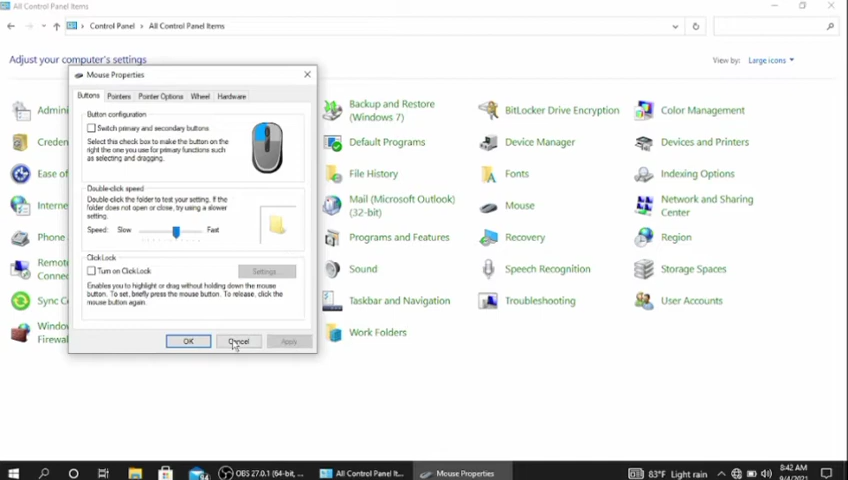 All Control Panel Items
Control Panel > All Control Panel Items
Adjust your computer's settings
View by: Large icons
Mouse Properties
Buttons Pointers Pointer Options Wheel Hardware
Button configuration
Switch primary and secondary buttons
Select this check box to make the button on the
right the one you use for primary functions such
as selecting and dragging.
Double-click speed
Double-click the folder to test your setting. If the
folder does not open or close, try using a slower
setting.
Speed: Slow Fast
ClickLock
Turn on ClickLock
Settings...
Enables you to highlight or drag without holding down the mouse
button. To set, briefly press the mouse button. To release, click the
mouse button again.
OK Cancel Apply
Admini
Creden
Ease of
Interne
Phone
Remot
Connec
Sync C
Windo
Firewal
Backup and Restore
(Windows 7)
Default Programs
File History
Mail (Microsoft Outlook)
(32-bit)
Programs and Features
Sound
Taskbar and Navigation
Work Folders
BitLocker Drive Encryption
Device Manager
Fonts
Mouse
Recovery
Speech Recognition
Troubleshooting
Color Management
Devices and Printers
Indexing Options
Network and Sharing
Center
Region
Storage Spaces
User Accounts
OBS 27.0.1 (64-bit, ...
All Control Panel It...
Mouse Properties
83°F Light rain
8:42 AM
9/4/2021